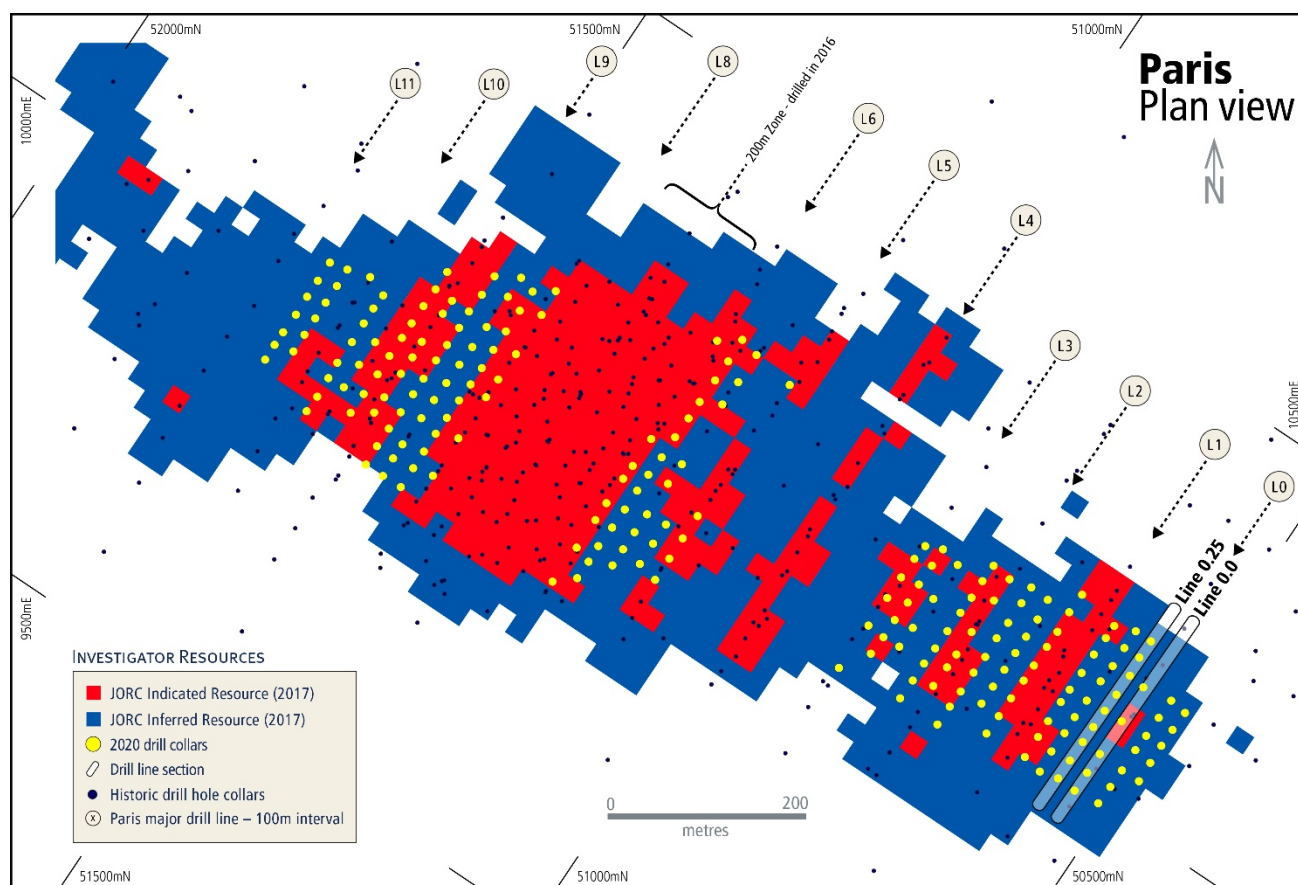 52000mN
51500mN
51000mN
Paris
Plan view
N
10000mE
L11
L10
L9
L8
200m Zone - drilled in 2016
L6
L5
L4
L3
L2
L1
L0
10500mE
Line 0.25
Line 0.0
9500mE
INVESTIGATOR RESOURCES
JORC Indicated Resource (2017)
JORC Inferred Resource (2017)
2020 drill collars
Drill line section
Historic drill hole collars
x Paris major drill line – 100m interval
0 200
metres
51500mN
51000mN
50500mN